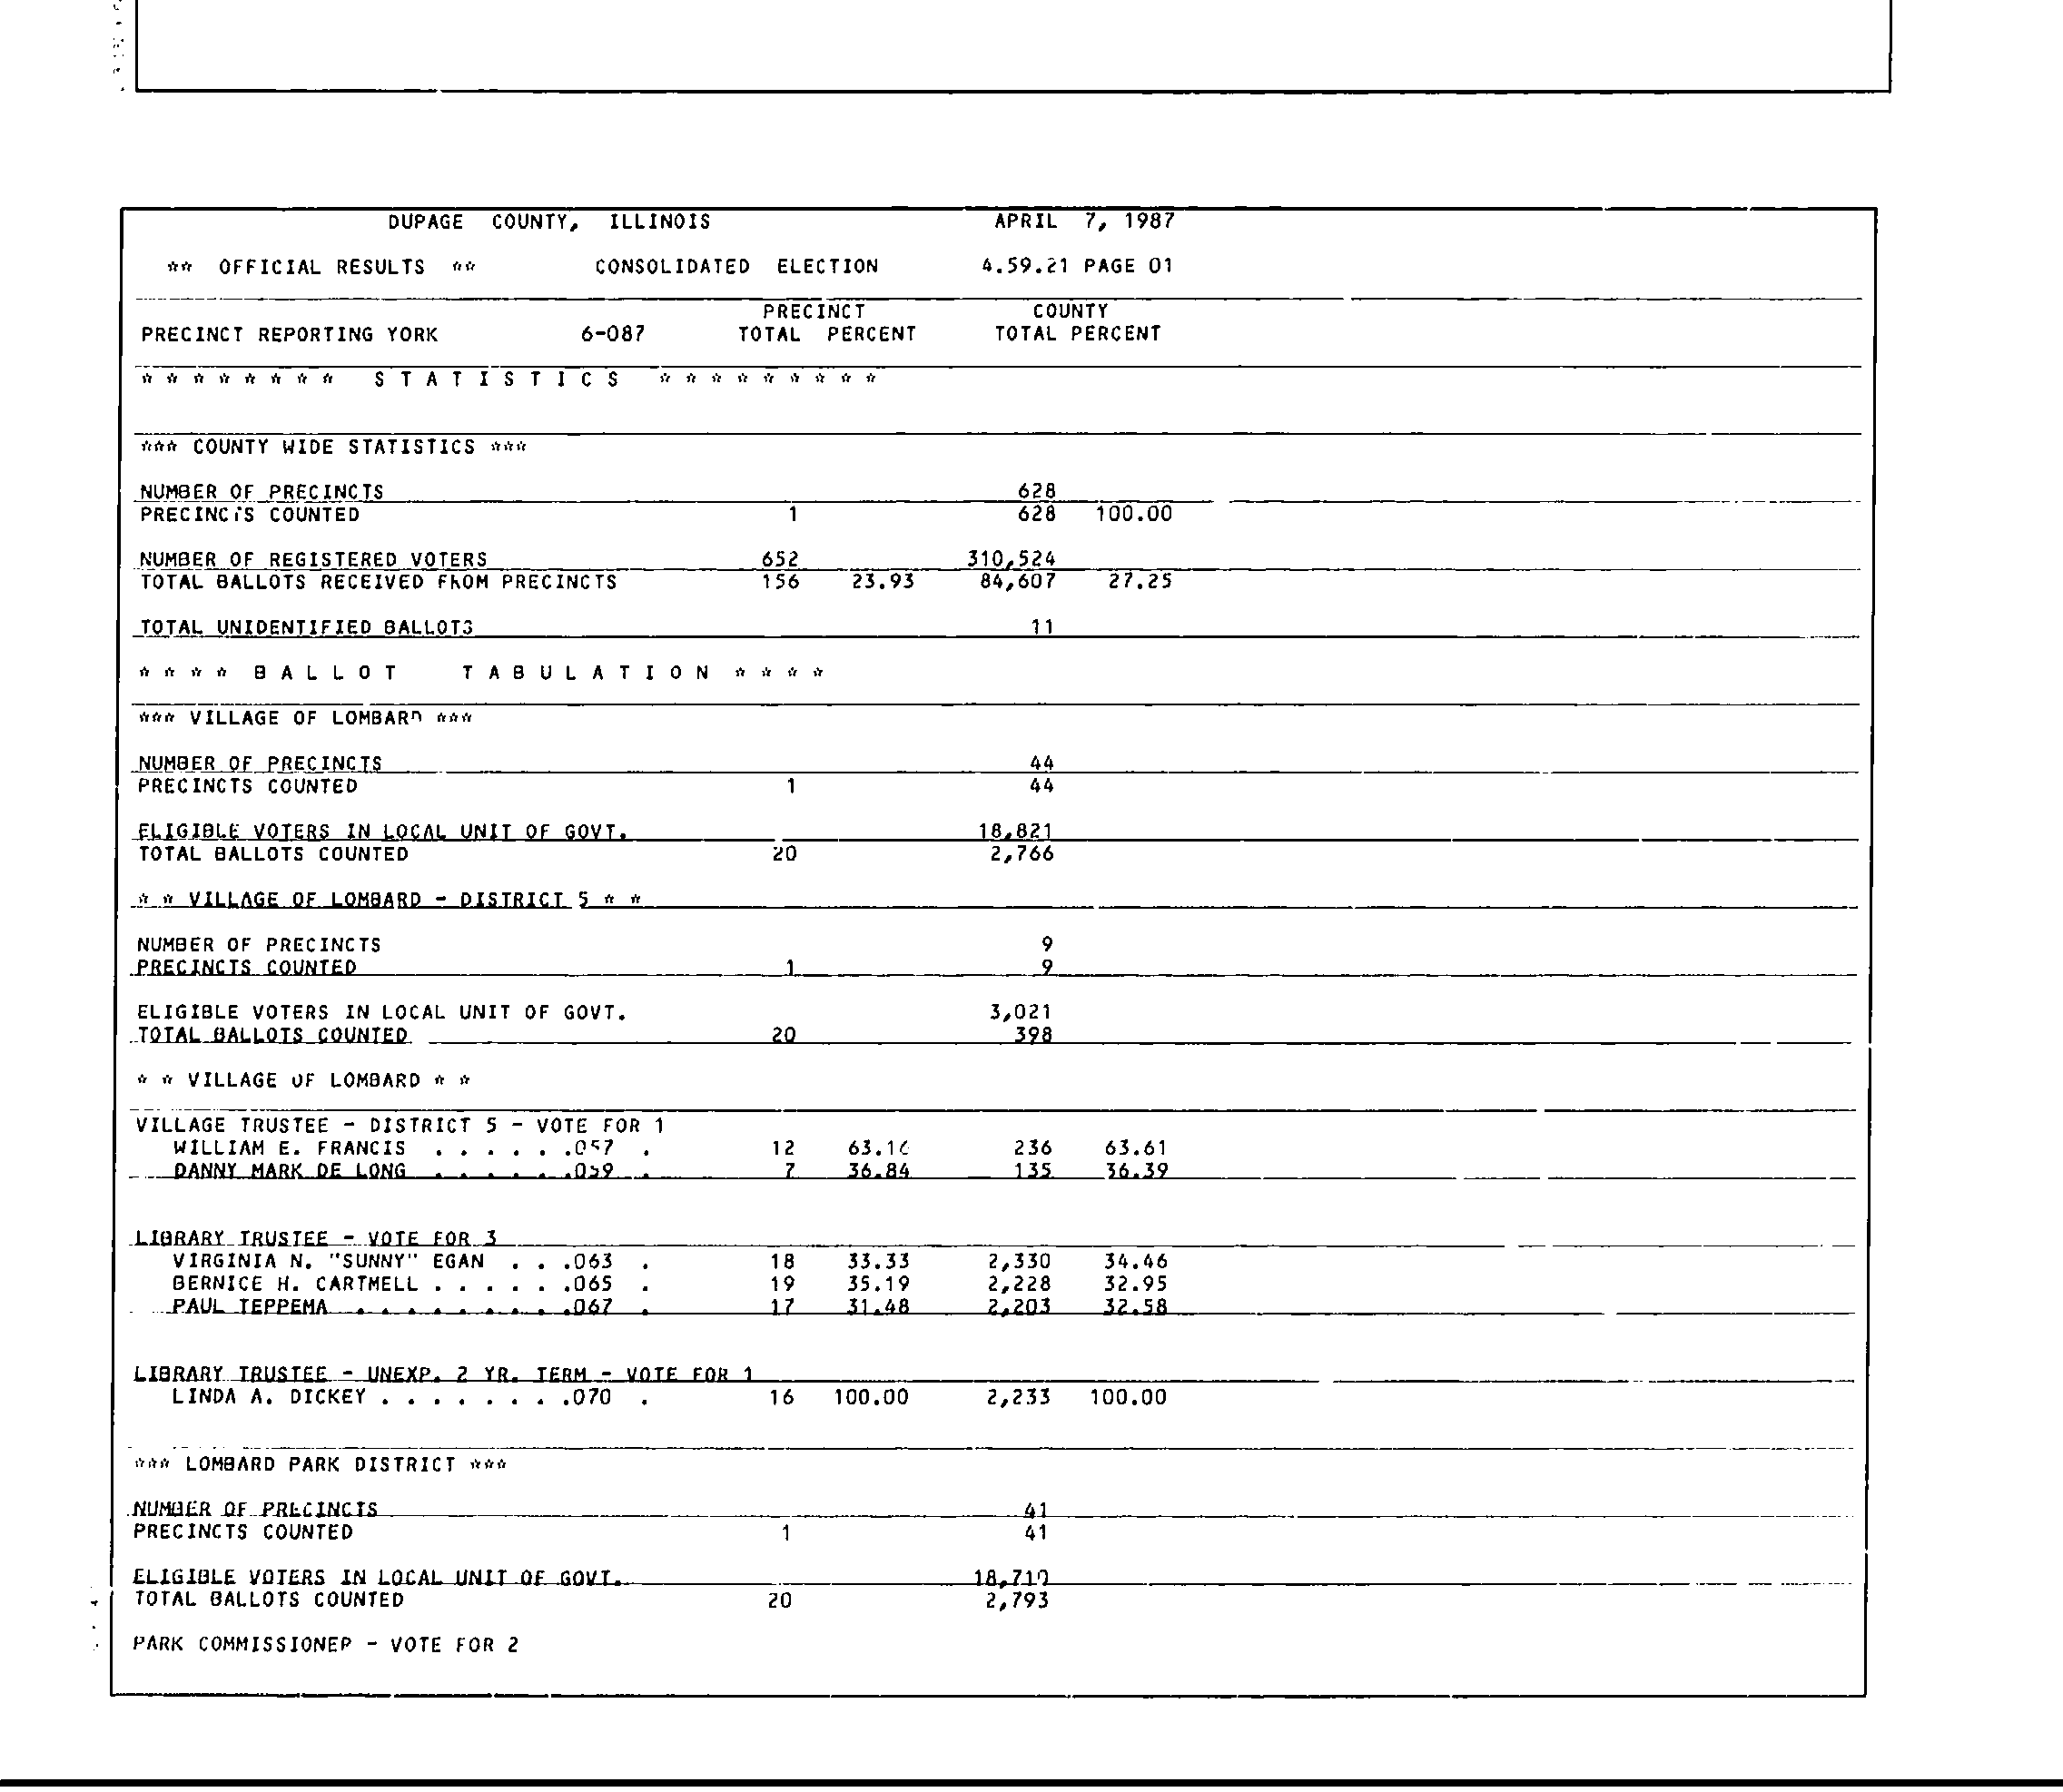 DUPAGE COUNTY, ILLINOIS APRIL 7, 1987
** OFFICIAL RESULTS ** CONSOLIDATED ELECTION 4.59.21 PAGE 01
PRECINCT COUNTY
PRECINCT REPORTING YORK 6-087 TOTAL PERCENT TOTAL PERCENT
* * * * * * * * S T A T I S T I C S * * * * * * * * *
*** COUNTY WIDE STATISTICS ***
NUMBER OF PRECINCTS 628
PRECINCTS COUNTED 1 628 100.00
NUMBER OF REGISTERED VOTERS 652 310,524
TOTAL BALLOTS RECEIVED FROM PRECINCTS 156 23.93 84,607 27.25
TOTAL UNIDENTIFIED BALLOTS 11
* * * * B A L L O T T A B U L A T I O N * * * *
*** VILLAGE OF LOMBARD ***
NUMBER OF PRECINCTS 44
PRECINCTS COUNTED 1 44
ELIGIBLE VOTERS IN LOCAL UNIT OF GOVT. 18,821
TOTAL BALLOTS COUNTED 20 2,766
* * VILLAGE OF LOMBARD - DISTRICT 5 * *
NUMBER OF PRECINCTS 9
PRECINCTS COUNTED 1 9
ELIGIBLE VOTERS IN LOCAL UNIT OF GOVT. 3,021
TOTAL BALLOTS COUNTED 20 398
* * VILLAGE OF LOMBARD * *
VILLAGE TRUSTEE - DISTRICT 5 - VOTE FOR 1
WILLIAM E. FRANCIS . . . . . .057 . 12 63.16 236 63.61
DANNY MARK DE LONG . . . . . .059 . 7 36.84 135 36.39
LIBRARY TRUSTEE - VOTE FOR 3
VIRGINIA N. "SUNNY" EGAN . . .063 . 18 33.33 2,330 34.46
BERNICE H. CARTMELL . . . . . .065 . 19 35.19 2,228 32.95
PAUL TEPPEMA . . . . . . . . .067 . 17 31.48 2,203 32.58
LIBRARY TRUSTEE - UNEXP. 2 YR. TERM - VOTE FOR 1
LINDA A. DICKEY . . . . . . . .070 . 16 100.00 2,233 100.00
*** LOMBARD PARK DISTRICT ***
NUMBER OF PRECINCTS 41
PRECINCTS COUNTED 1 41
ELIGIBLE VOTERS IN LOCAL UNIT OF GOVT.
TOTAL BALLOTS COUNTED 20 2,793
PARK COMMISSIONER - VOTE FOR 2